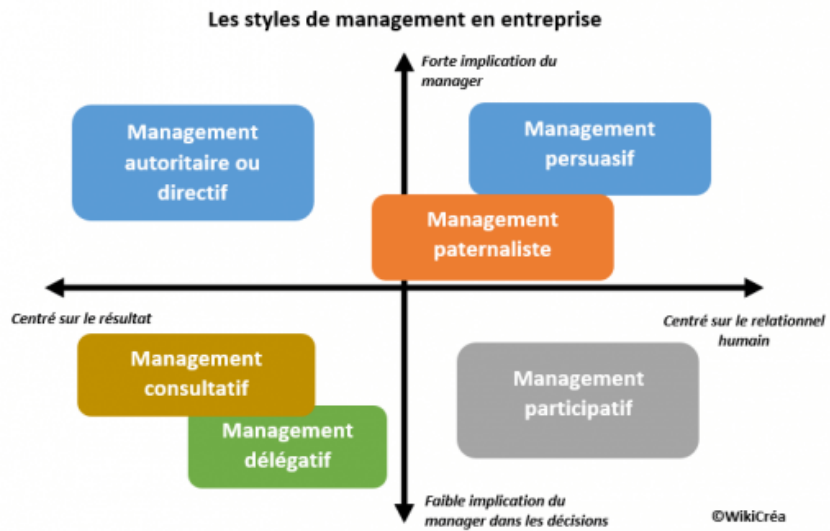 Les styles de management en entreprise
Forte implication du
manager
Management
autoritaire ou
directif
Management
persuasif
Management
paternaliste
Centré sur le résultat
Centré sur le relationnel
humain
Management
consultatif
Management
participatif
Management
délégatif
Faible implication du
manager dans les décisions
©WikiCréa